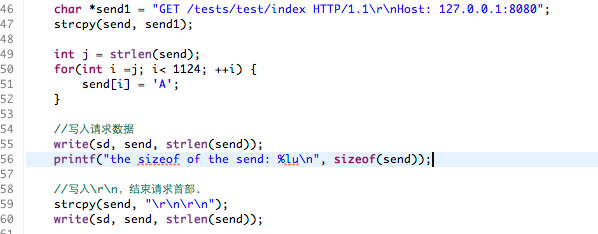 46 char *send1 = "GET /tests/test/index HTTP/1.1\r\nHost: 127.0.0.1:8080";
47 strcpy(send, send1);
48
49 int j = strlen(send);
50 for(int i =j; i< 1124; ++i) {
51 send[i] = 'A';
52 }
53
54 //写入请求数据
55 write(sd, send, strlen(send));
56 printf("the sizeof of the send: %lu\n", sizeof(send));
57
58 //写入\r\n，结束请求首部.
59 strcpy(send, "\r\n\r\n");
60 write(sd, send, strlen(send));